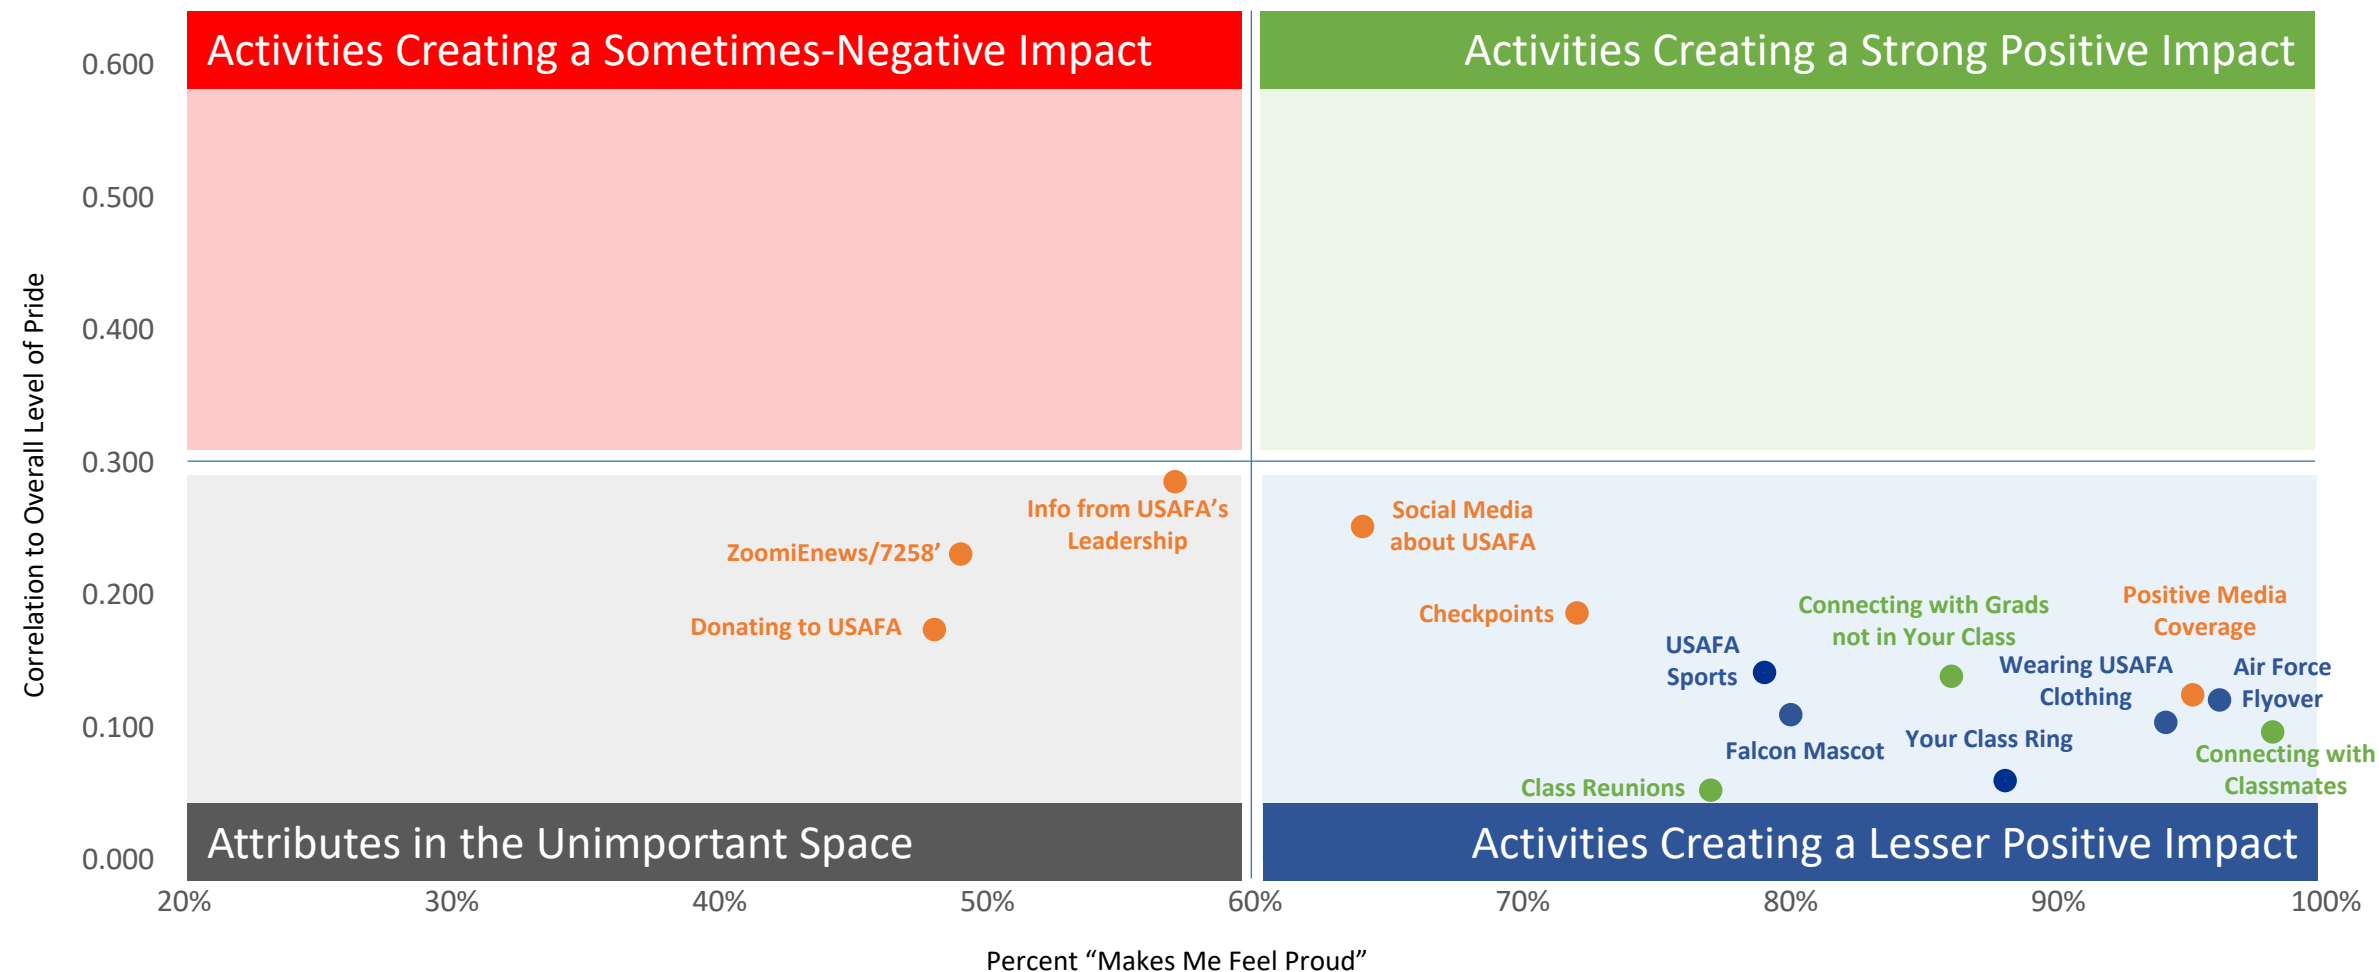 Activities Creating a Sometimes-Negative Impact
Activities Creating a Strong Positive Impact
0.600
0.500
0.400
0.300
0.200
0.100
0.000
Correlation to Overall Level of Pride
Info from USAFA’s
Leadership
ZoomiEnews/7258’
Donating to USAFA
Social Media
about USAFA
Checkpoints
USAFA
Sports
Connecting with Grads
not in Your Class
Positive Media
Coverage
Wearing USAFA
Clothing
Air Force
Flyover
Falcon Mascot
Your Class Ring
Connecting with
Classmates
Class Reunions
Attributes in the Unimportant Space
Activities Creating a Lesser Positive Impact
20%
30%
40%
50%
60%
70%
80%
90%
100%
Percent “Makes Me Feel Proud”